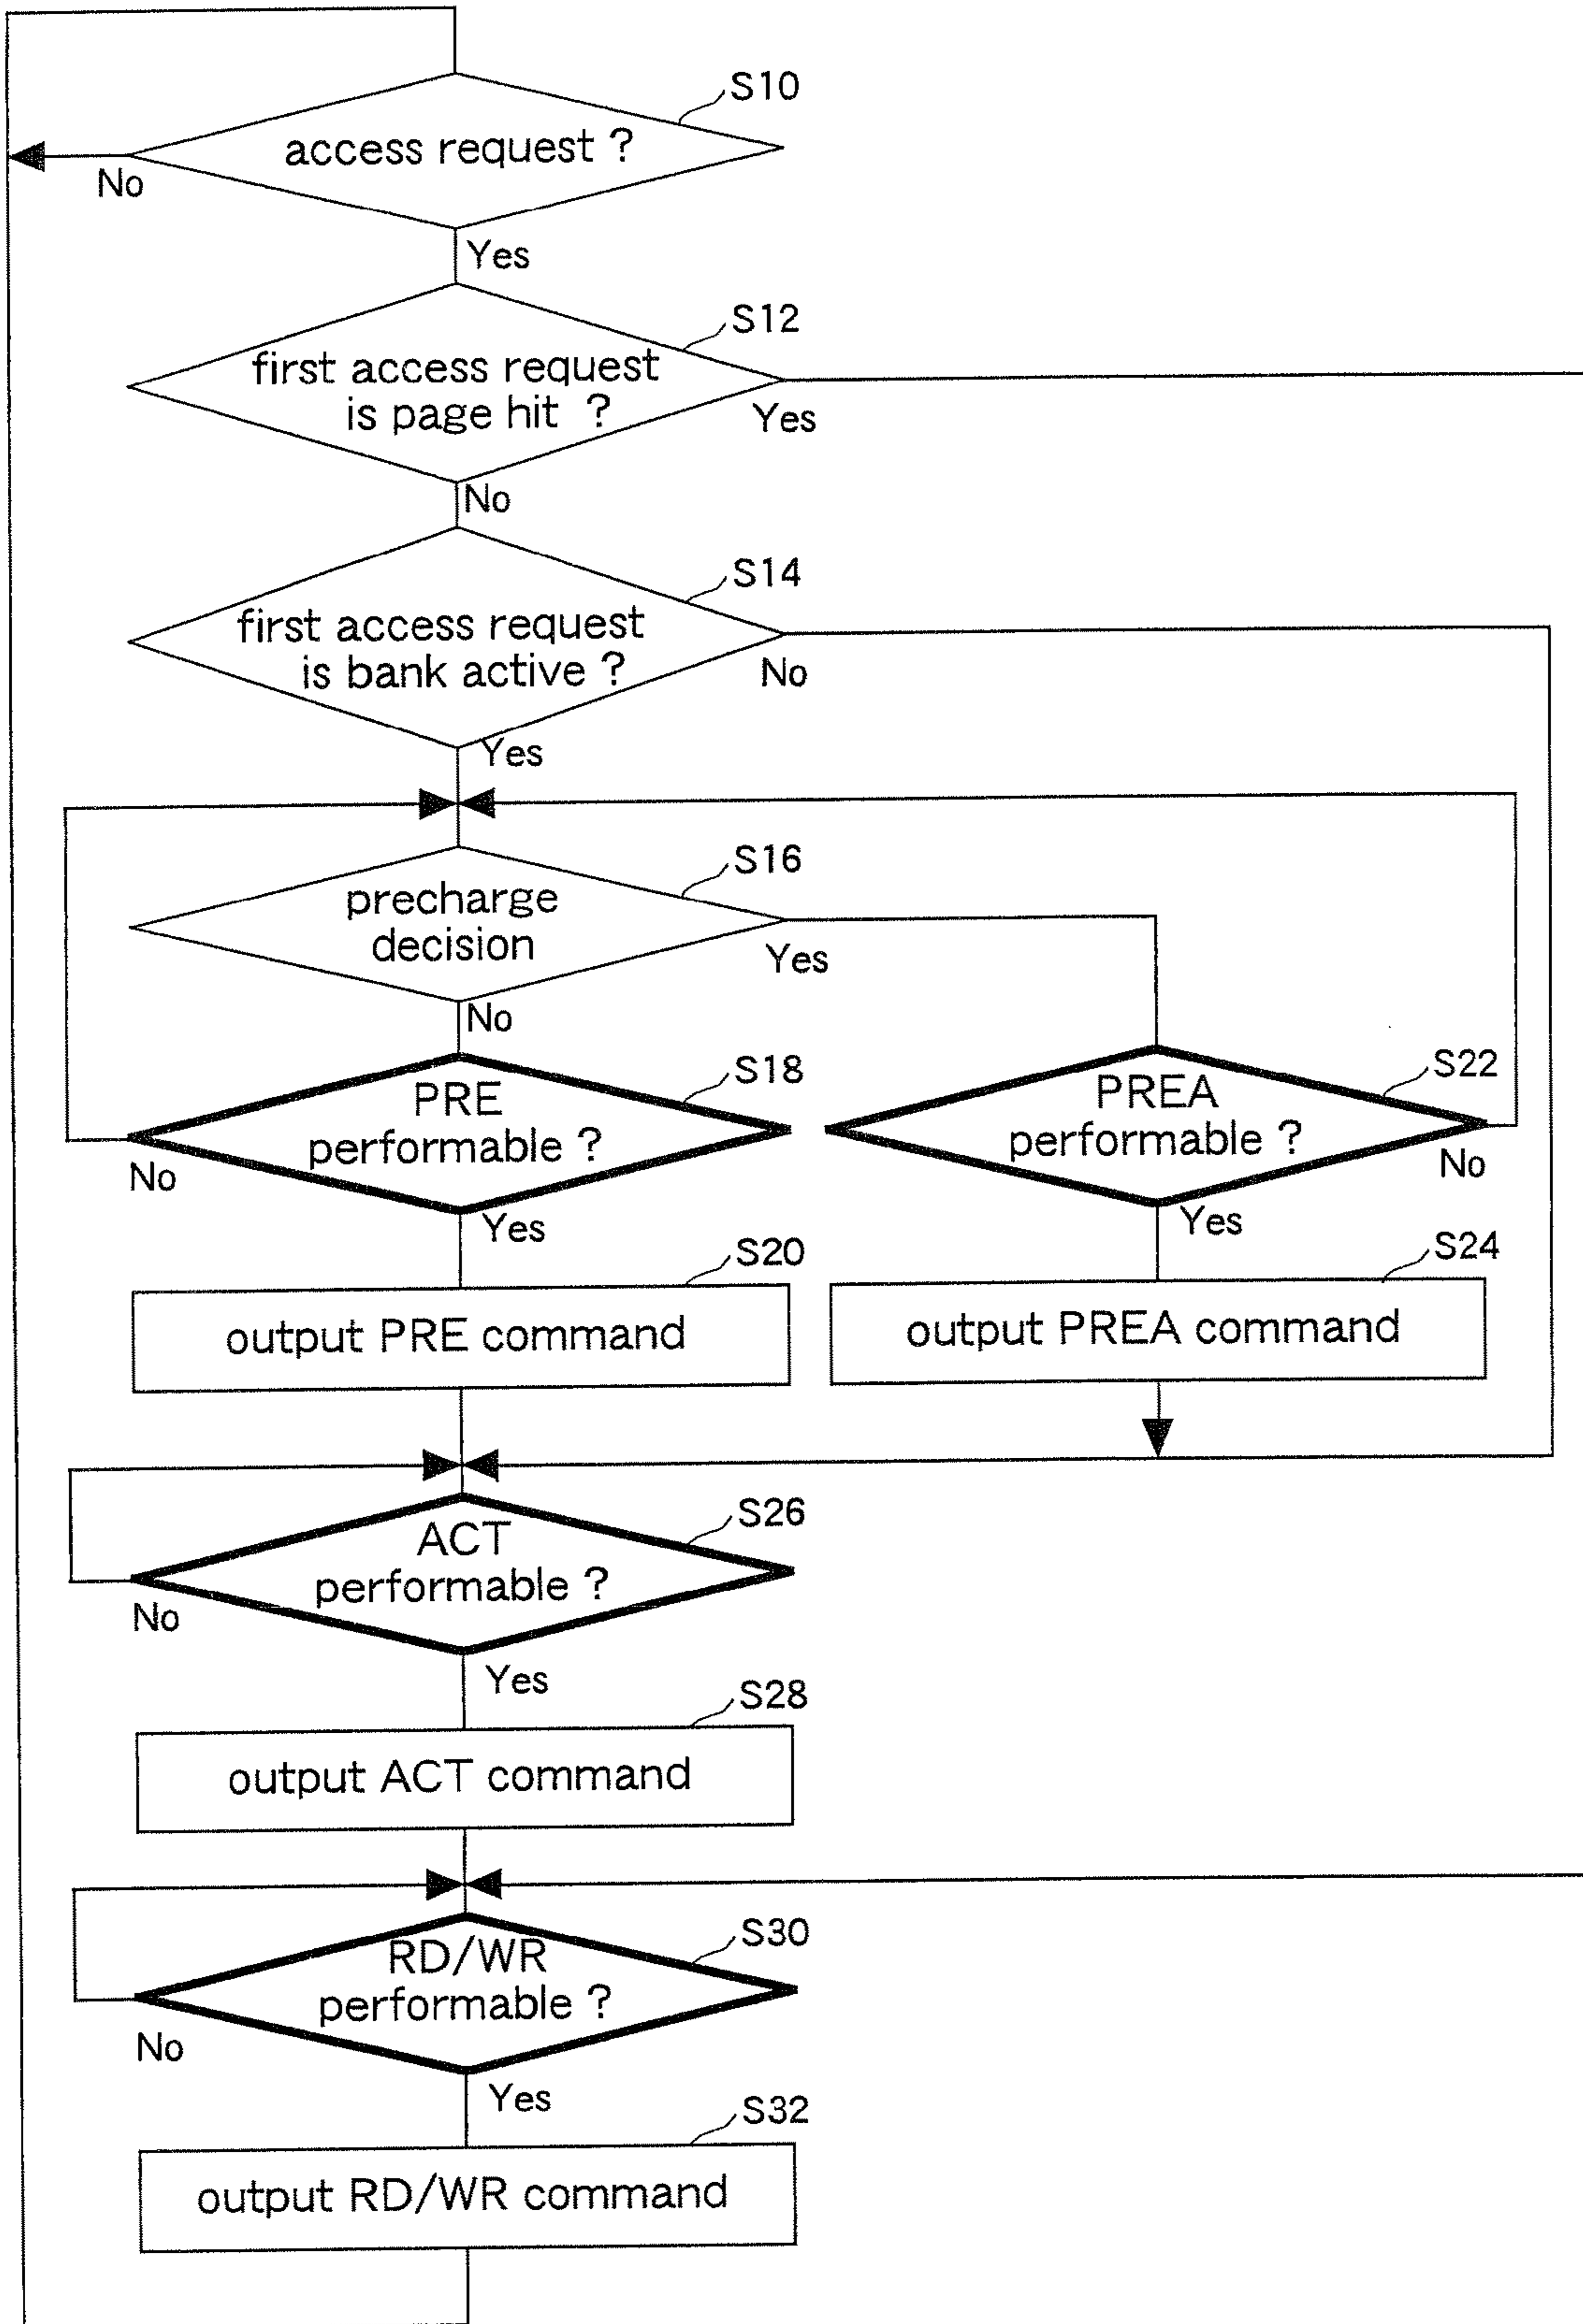 S10
access request ?
No
Yes
S12
first access request
is page hit ?
Yes
No
S14
first access request
is bank active ?
No
Yes
S16
precharge
decision
Yes
No
S18
PRE
performable ?
No
Yes
S22
PREA
performable ?
No
Yes
S20
output PRE command
S24
output PREA command
S26
ACT
performable ?
No
Yes
S28
output ACT command
S30
RD/WR
performable ?
No
Yes
S32
output RD/WR command